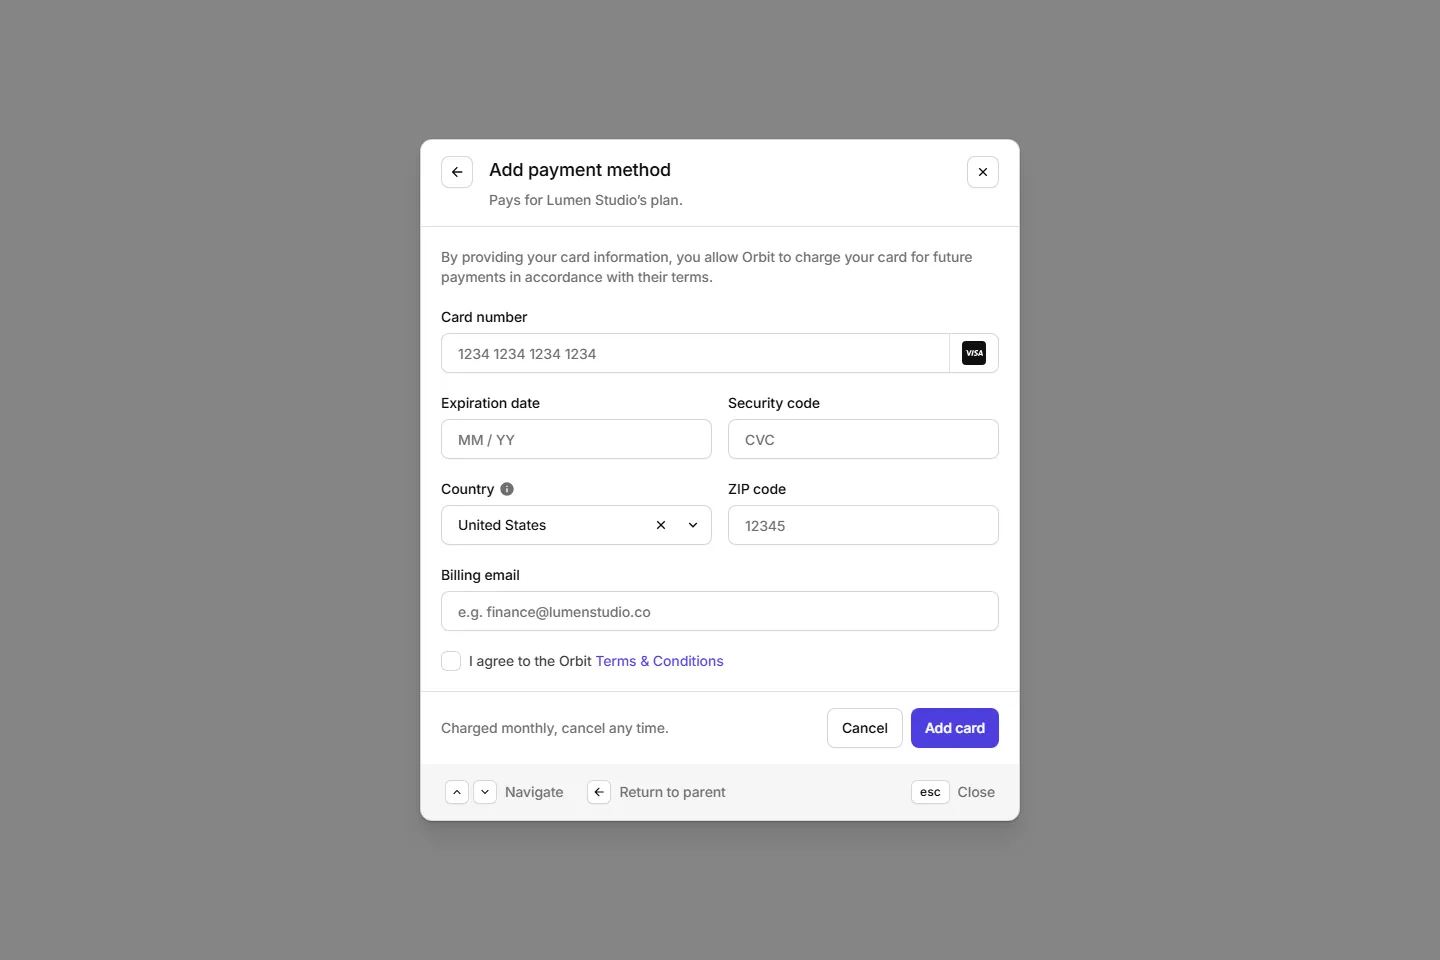 Add payment method
Pays for Lumen Studio’s plan.
By providing your card information, you allow Orbit to charge your card for future
payments in accordance with their terms.
Card number
1234 1234 1234 1234
VISA
Expiration date
Security code
MM / YY
CVC
Country
ZIP code
United States
12345
Billing email
e.g. finance@lumenstudio.co
I agree to the Orbit Terms & Conditions
Charged monthly, cancel any time.
Cancel
Add card
Navigate
Return to parent
esc
Close